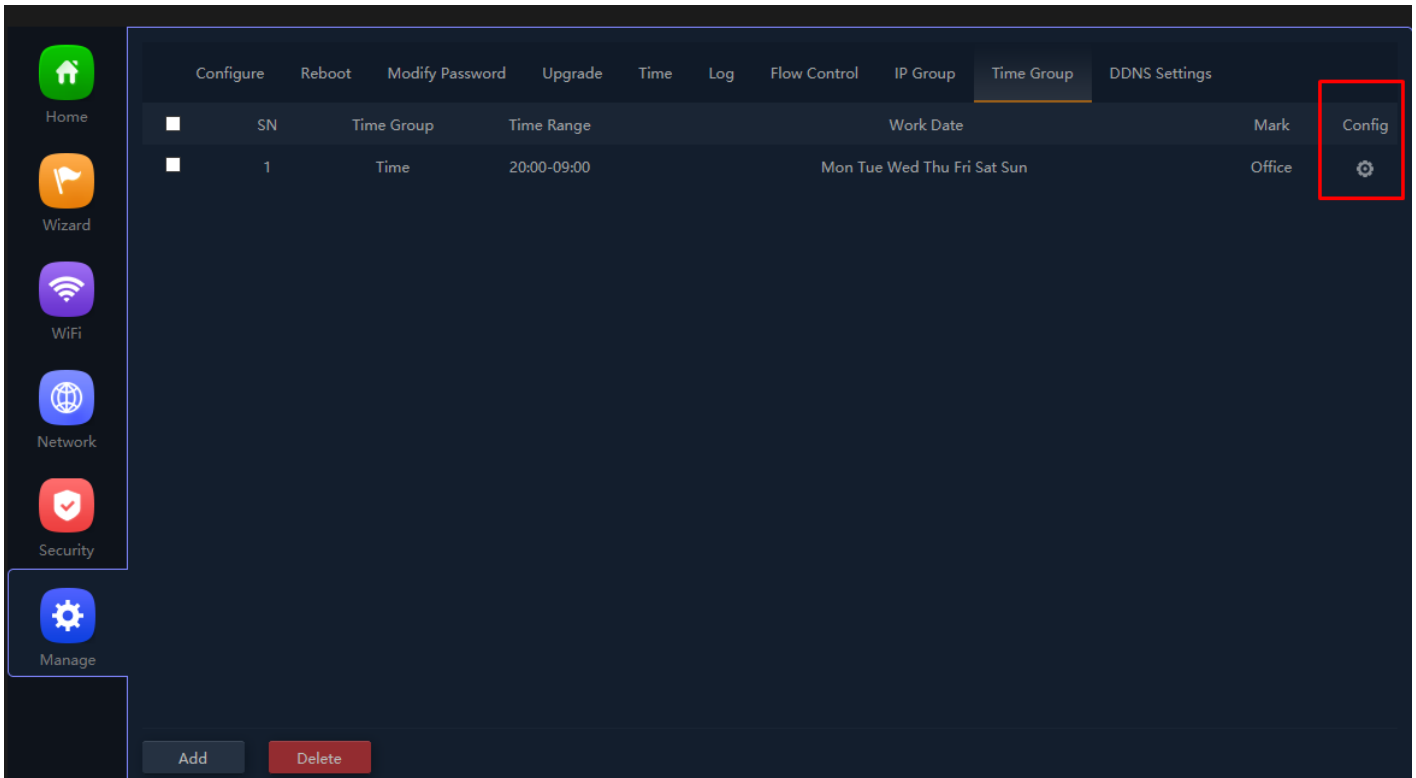 Home
Wizard
WiFi
Network
Security
Manage
Configure Reboot Modify Password Upgrade Time Log Flow Control IP Group Time Group DDNS Settings
SN Time Group Time Range Work Date Mark Config
1 Time 20:00-09:00 Mon Tue Wed Thu Fri Sat Sun Office
Add Delete